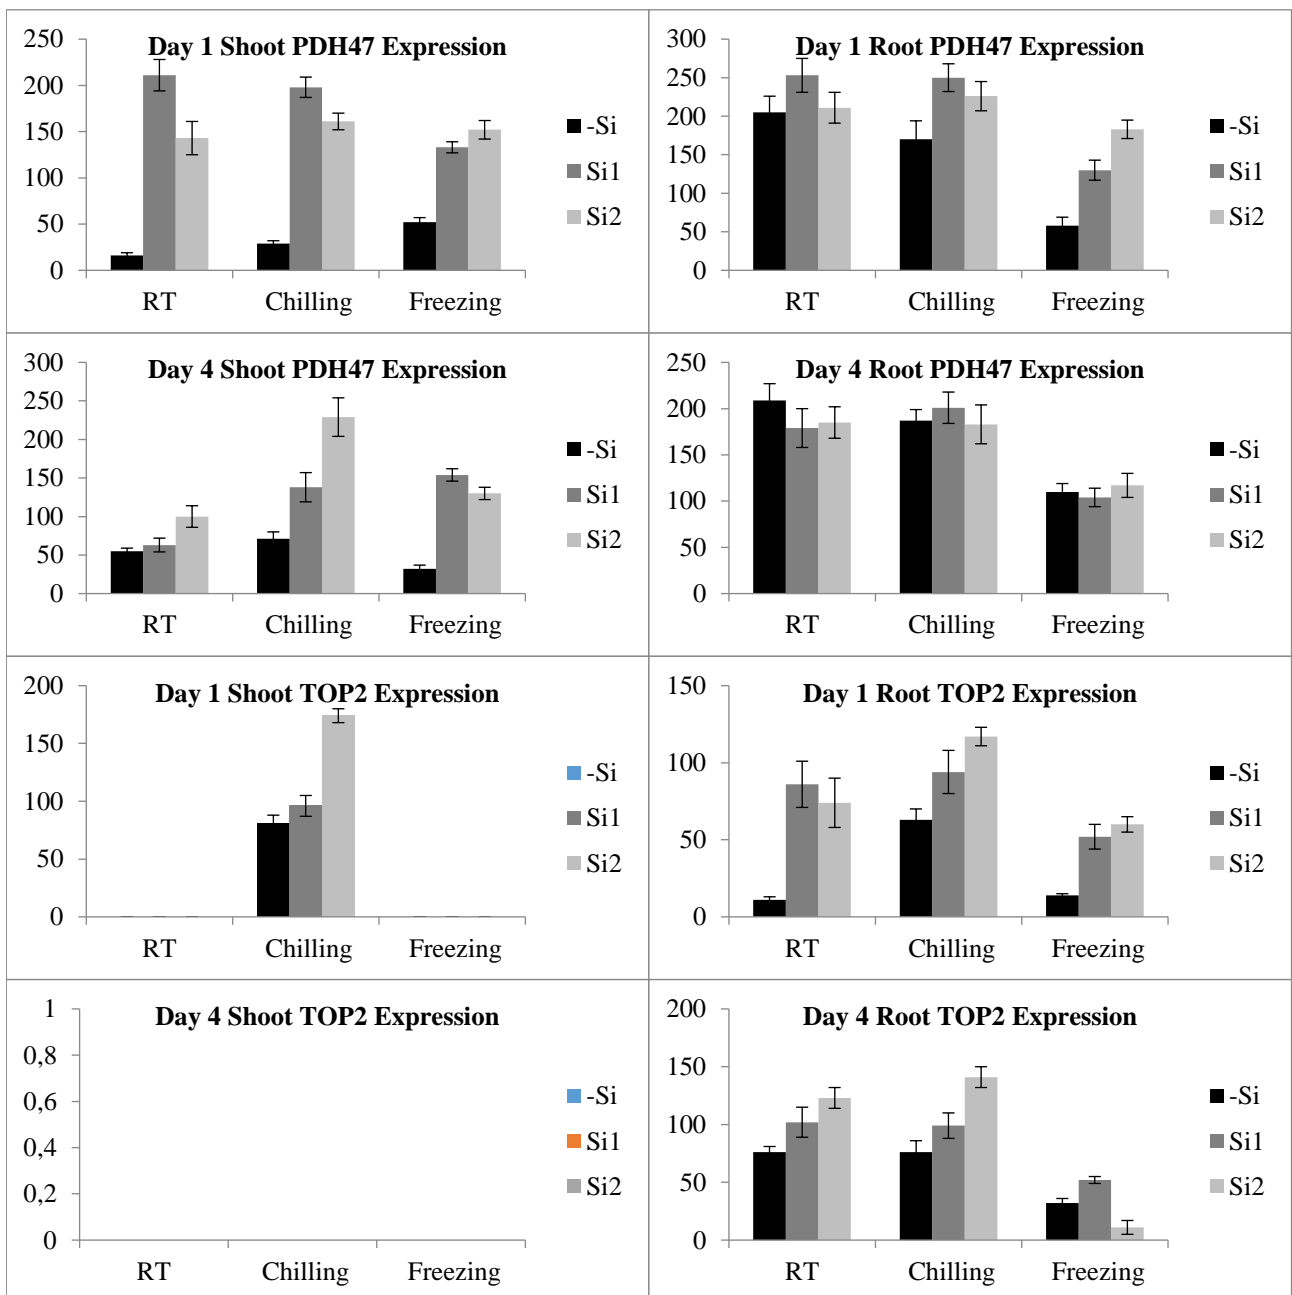 Day 1 Shoot PDH47 Expression
250
200
150
100
50
0
RT Chilling Freezing
-Si
Si1
Si2
Day 1 Root PDH47 Expression
300
250
200
150
100
50
0
RT Chilling Freezing
-Si
Si1
Si2
Day 4 Shoot PDH47 Expression
300
250
200
150
100
50
0
RT Chilling Freezing
-Si
Si1
Si2
Day 4 Root PDH47 Expression
250
200
150
100
50
0
RT Chilling Freezing
-Si
Si1
Si2
Day 1 Shoot TOP2 Expression
200
150
100
50
0
RT Chilling Freezing
-Si
Si1
Si2
Day 1 Root TOP2 Expression
150
100
50
0
RT Chilling Freezing
-Si
Si1
Si2
Day 4 Shoot TOP2 Expression
1
0,8
0,6
0,4
0,2
0
RT Chilling Freezing
-Si
Si1
Si2
Day 4 Root TOP2 Expression
200
150
100
50
0
RT Chilling Freezing
-Si
Si1
Si2